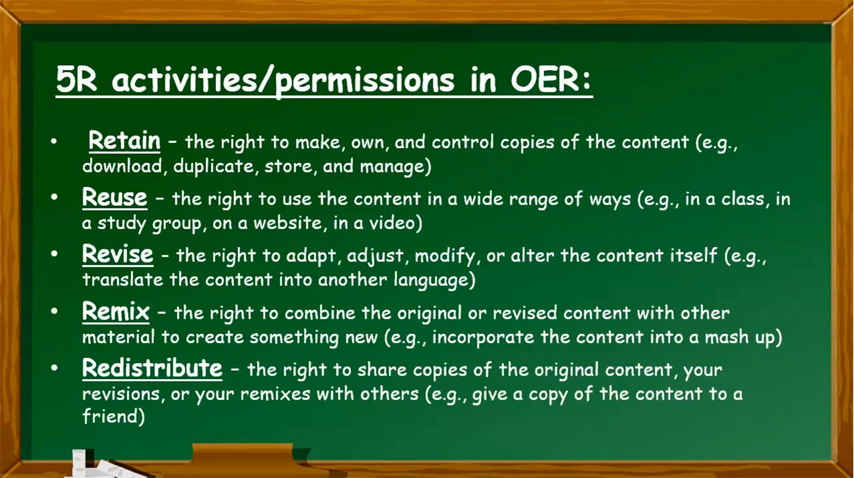 5R activities/permissions in OER:
• Retain – the right to make, own, and control copies of the content (e.g.,
download, duplicate, store, and manage)
• Reuse – the right to use the content in a wide range of ways (e.g., in a class, in
a study group, on a website, in a video)
• Revise – the right to adapt, adjust, modify, or alter the content itself (e.g.,
translate the content into another language)
• Remix – the right to combine the original or revised content with other
material to create something new (e.g., incorporate the content into a mash up)
• Redistribute – the right to share copies of the original content, your
revisions, or your remixes with others (e.g., give a copy of the content to a
friend)